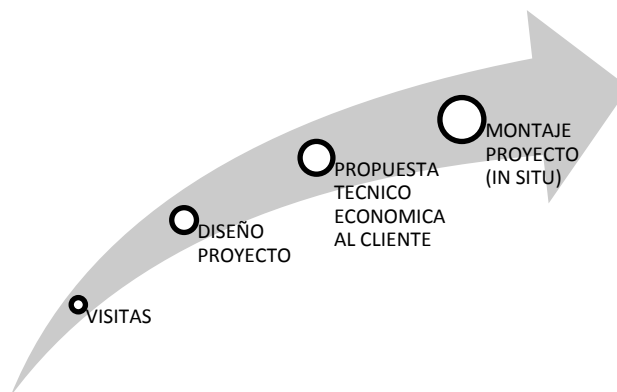 VISITAS
DISEÑO
PROYECTO
PROPUESTA
TECNICO
ECONOMICA
AL CLIENTE
MONTAJE
PROYECTO
(IN SITU)